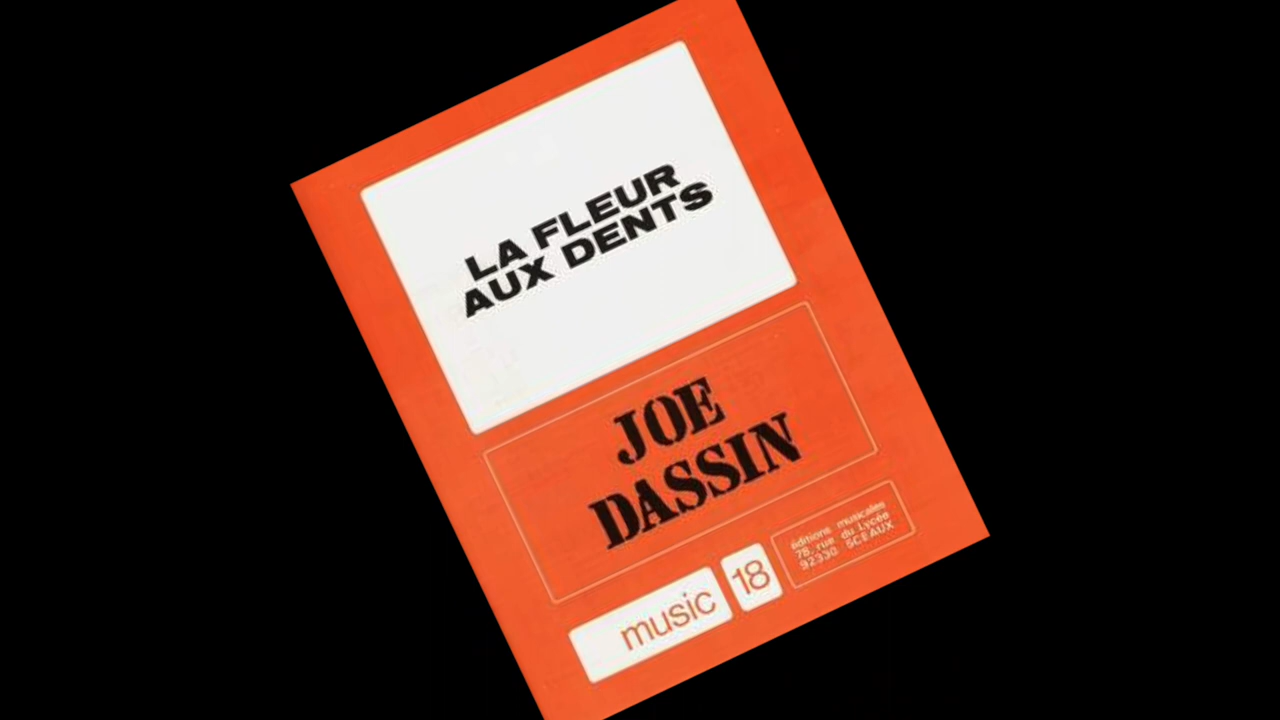 LA FLEUR
AUX DENTS
JOE
DASSIN
music 18
éditions musicales
78, rue du Lycée
92330 SCEAUX